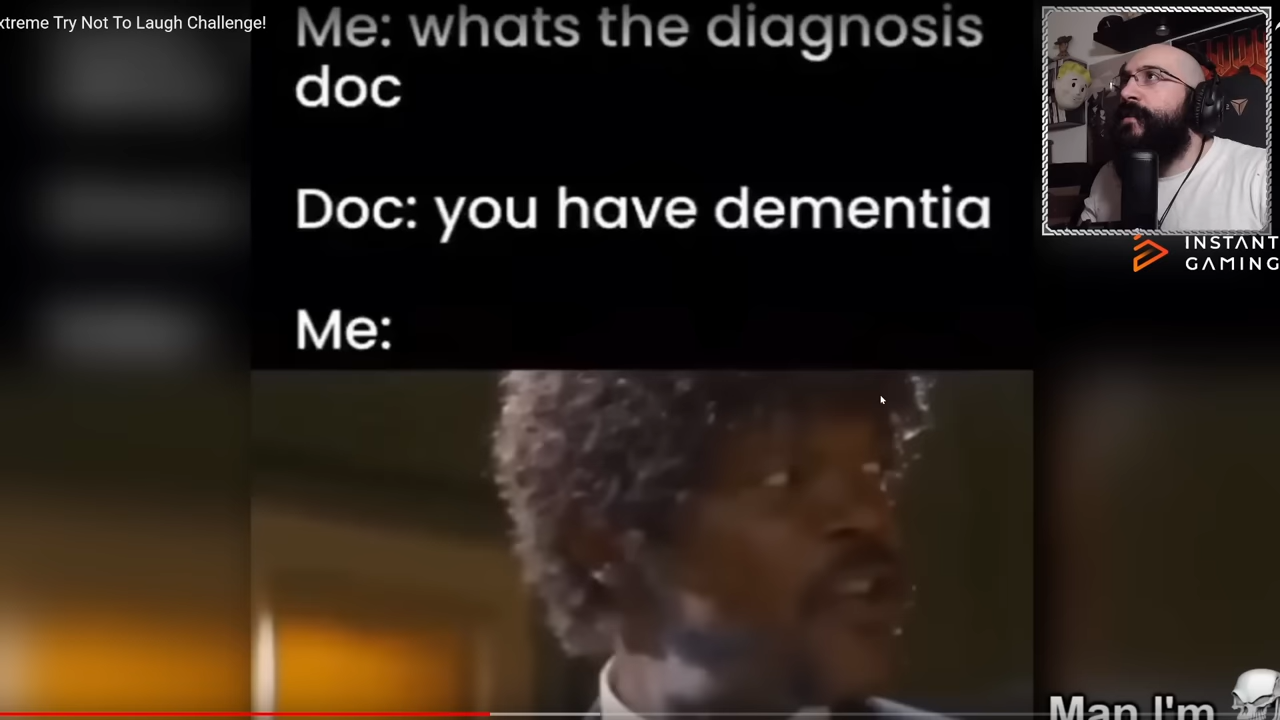 xtreme Try Not To Laugh Challenge!
Me: whats the diagnosis
doc
Doc: you have dementia
Me:
INSTANT
GAMING
Man I'm